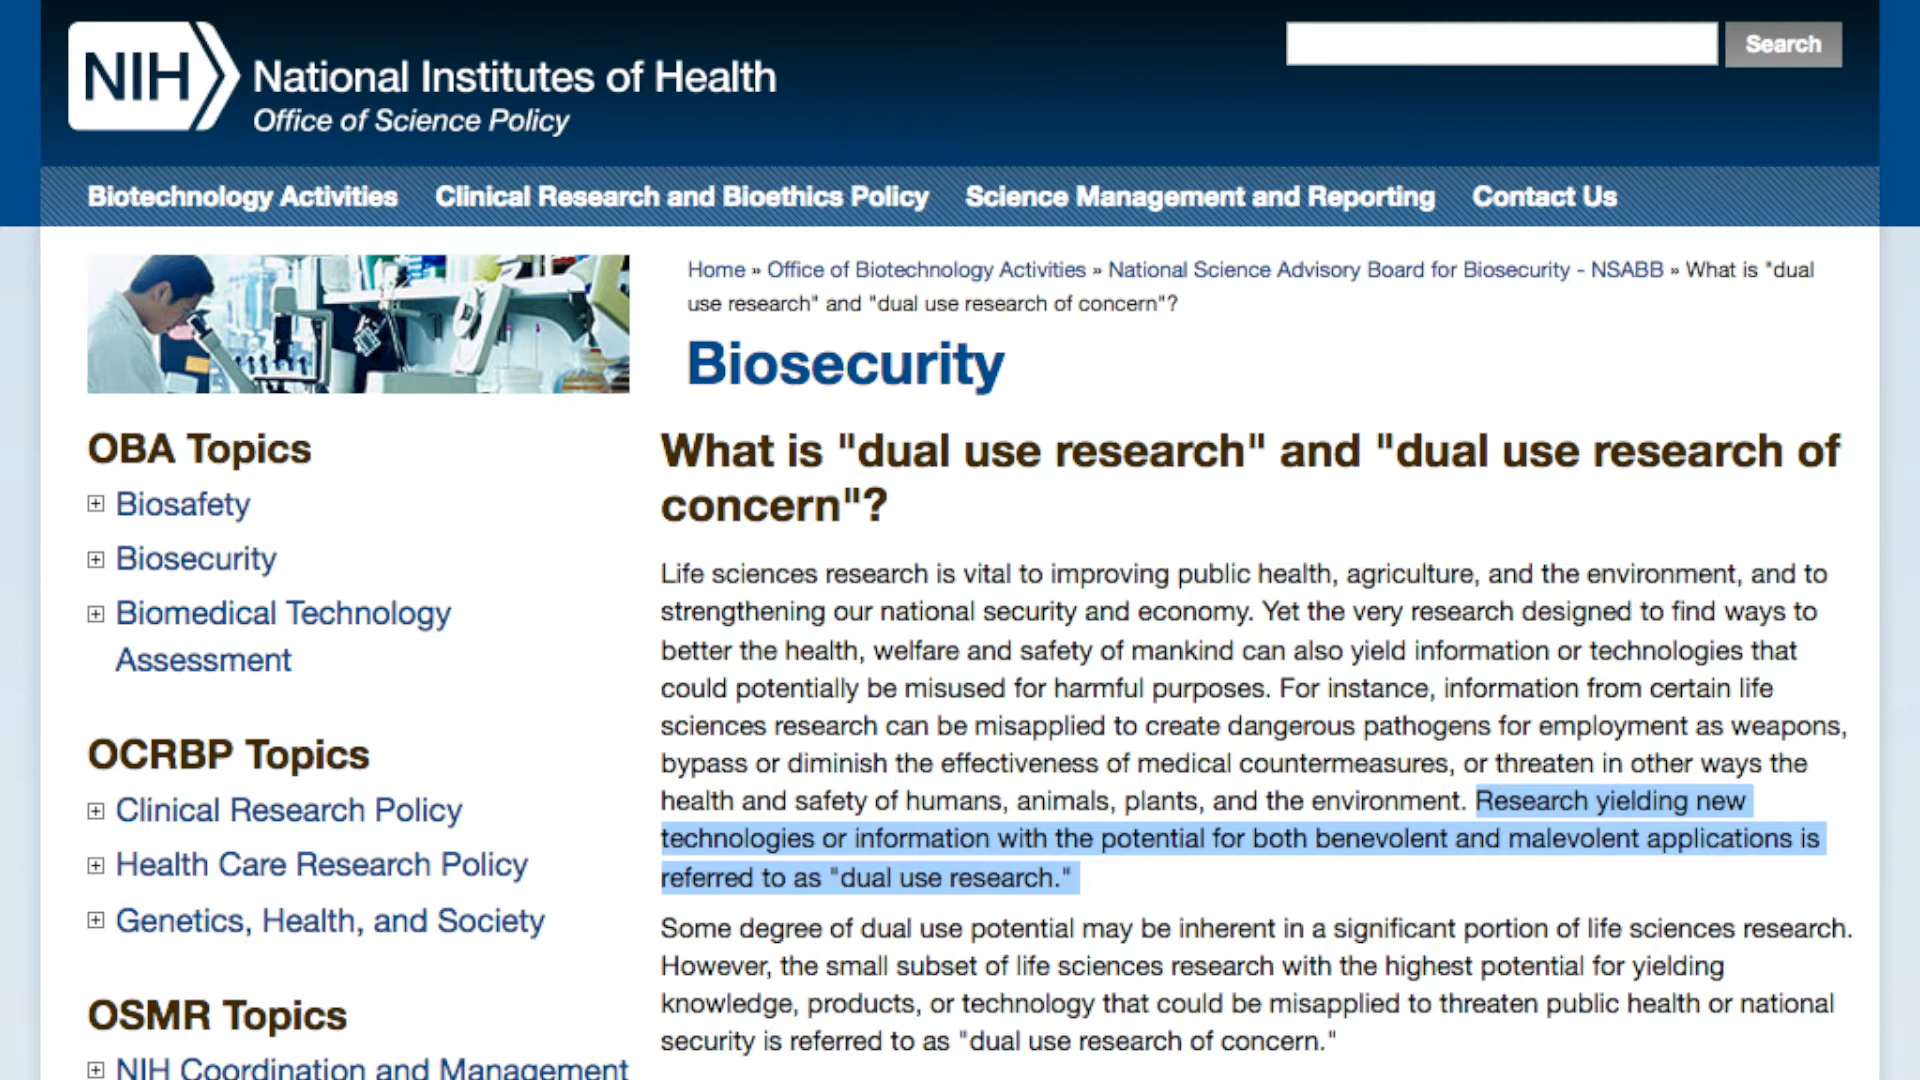 NIH
National Institutes of Health
Office of Science Policy
Search
Biotechnology Activities
Clinical Research and Bioethics Policy
Science Management and Reporting
Contact Us
Home » Office of Biotechnology Activities » National Science Advisory Board for Biosecurity - NSABB » What is "dual
use research" and "dual use research of concern"?
Biosecurity
OBA Topics
Biosafety
Biosecurity
Biomedical Technology
Assessment
OCRBP Topics
Clinical Research Policy
Health Care Research Policy
Genetics, Health, and Society
OSMR Topics
NIH Coordination and Management
What is "dual use research" and "dual use research of
concern"?
Life sciences research is vital to improving public health, agriculture, and the environment, and to
strengthening our national security and economy. Yet the very research designed to find ways to
better the health, welfare and safety of mankind can also yield information or technologies that
could potentially be misused for harmful purposes. For instance, information from certain life
sciences research can be misapplied to create dangerous pathogens for employment as weapons,
bypass or diminish the effectiveness of medical countermeasures, or threaten in other ways the
health and safety of humans, animals, plants, and the environment. Research yielding new
technologies or information with the potential for both benevolent and malevolent applications is
referred to as "dual use research."
Some degree of dual use potential may be inherent in a significant portion of life sciences research.
However, the small subset of life sciences research with the highest potential for yielding
knowledge, products, or technology that could be misapplied to threaten public health or national
security is referred to as "dual use research of concern."